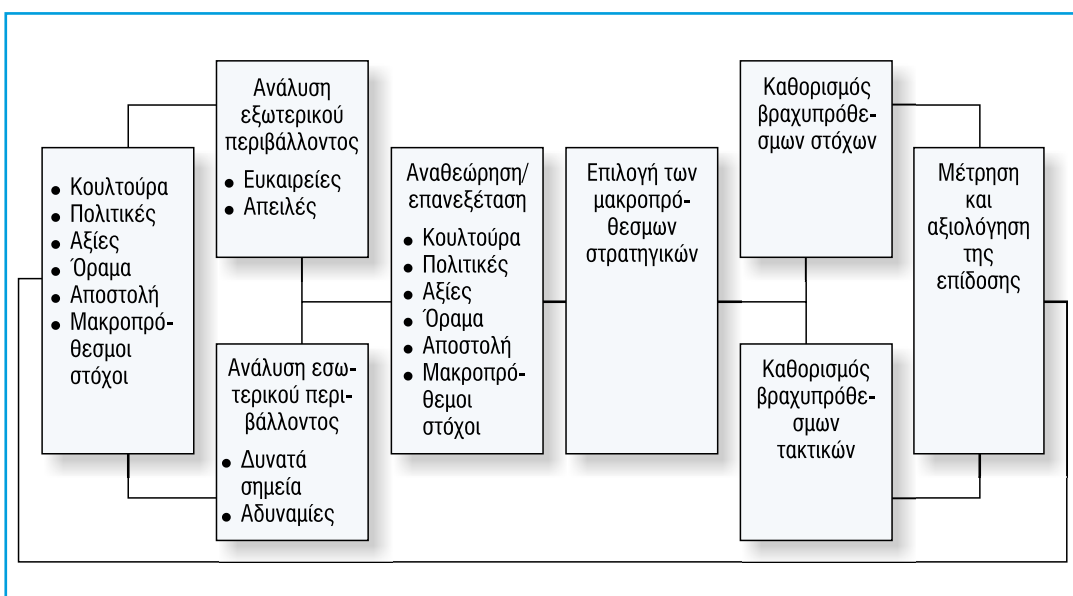 • Κουλτούρα
• Πολιτικές
• Αξίες
• Όραμα
• Αποστολή
• Μακροπρό-
θεσμοι
στόχοι
Ανάλυση
εξωτερικού
περιβάλλοντος
• Ευκαιρείες
• Απειλές
Ανάλυση εσω-
τερικού περι-
βάλλοντος
• Δυνατά
σημεία
• Αδυναμίες
Αναθεώρηση/
επανεξέταση
• Κουλτούρα
• Πολιτικές
• Αξίες
• Όραμα
• Αποστολή
• Μακροπρό-
θεμοι
στόχοι
Επιλογή των
μακροπρό-
θεσμων
στρατηγικών
Καθορισμός
βραχυπρόθε-
σμων στόχων
Καθορισμός
βραχυπρόθε-
σμων
τακτικών
Μέτρηση
και
αξιολόγηση
της
επίδοσης